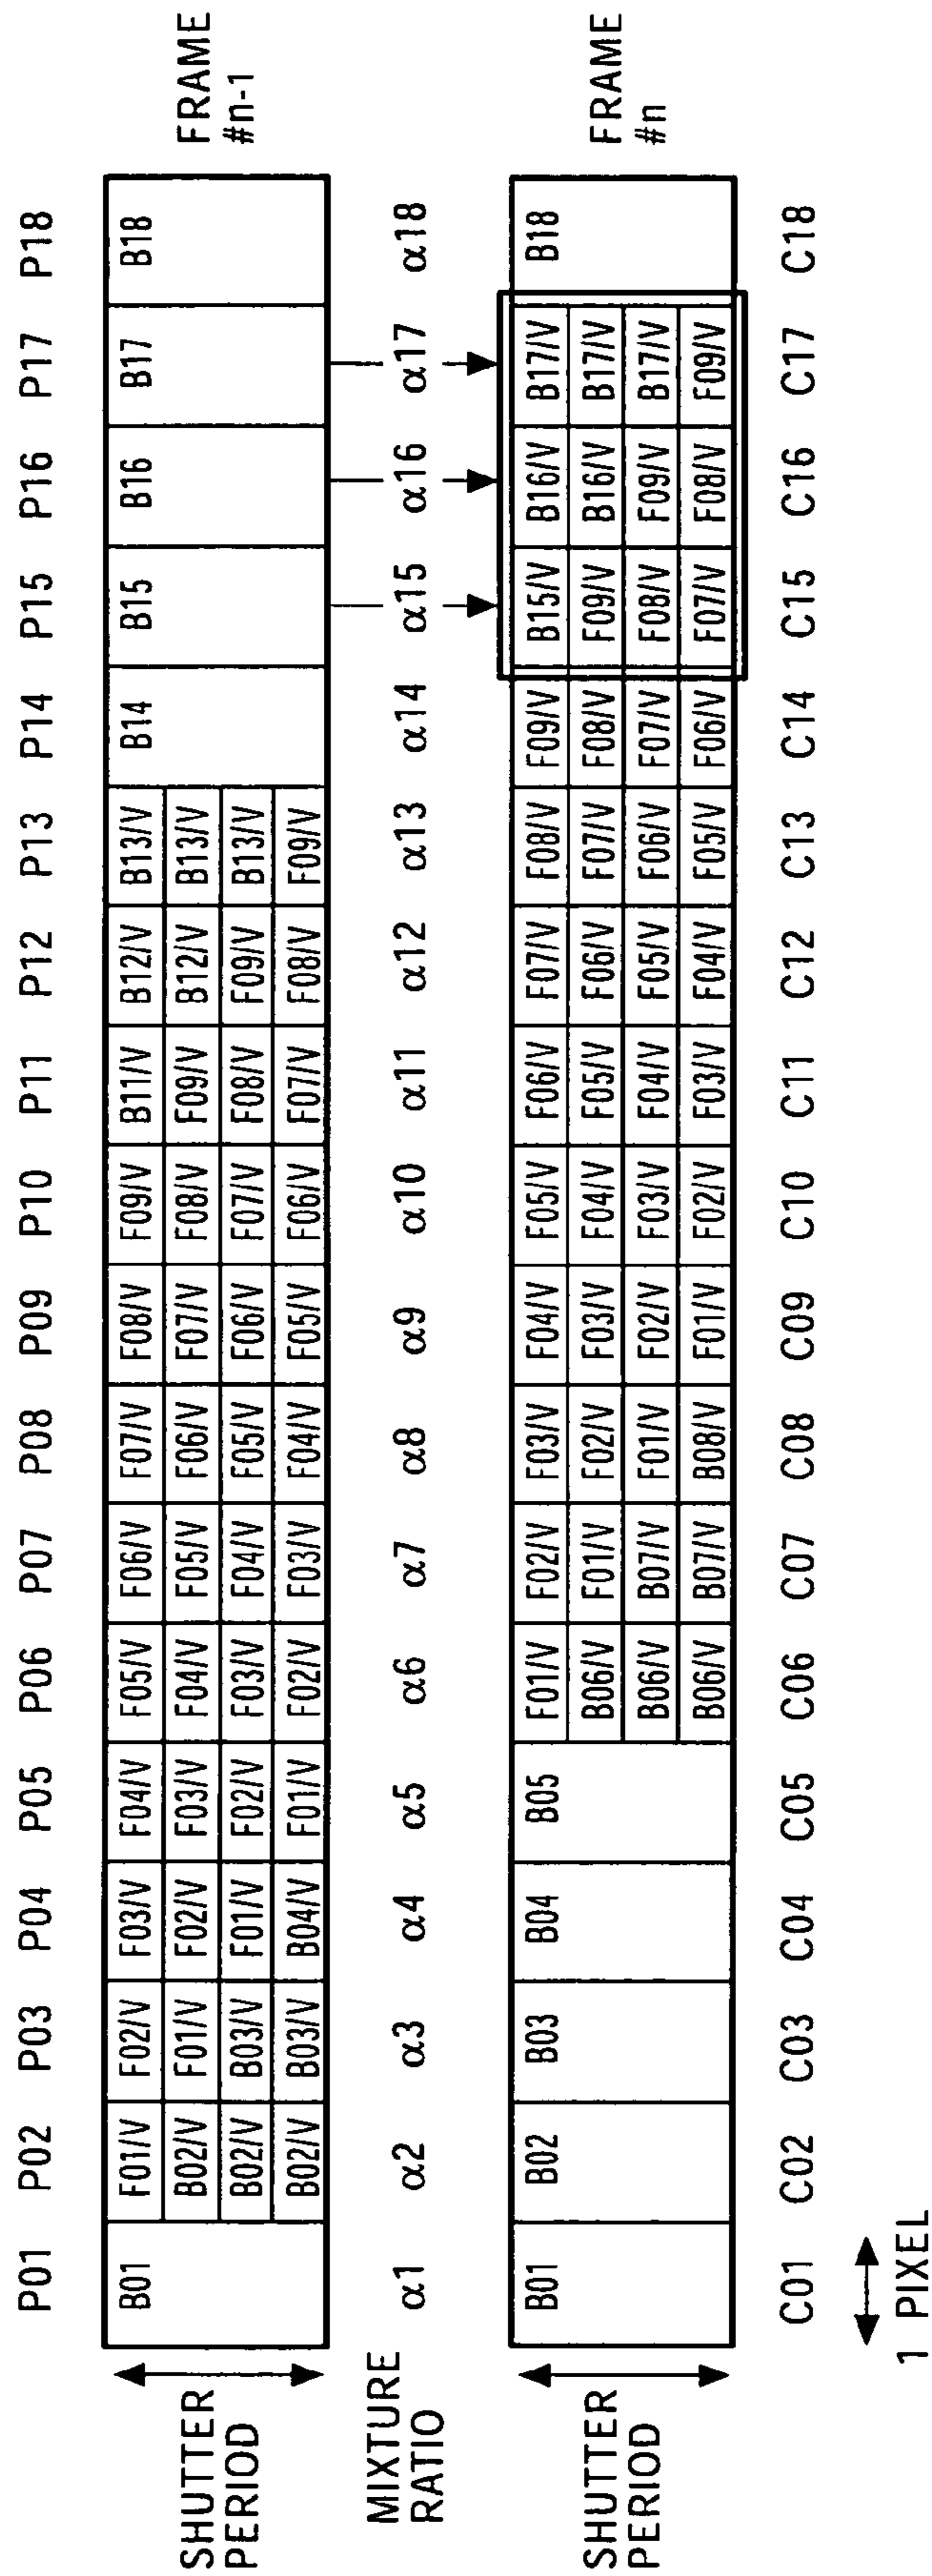 P01 P02 P03 P04 P05 P06 P07 P08 P09 P10 P11 P12 P13 P14 P15 P16 P17 P18
B01 F01/V F02/V F03/V F04/V F05/V F06/V F07/V F08/V F09/V B11/V B12/V B13/V B14 B15 B16 B17 B18
B02/V F01/V F02/V F03/V F04/V F05/V F06/V F07/V F08/V F09/V B12/V B13/V
B02/V B03/V F01/V F02/V F03/V F04/V F05/V F06/V F07/V F08/V F09/V B13/V
B02/V B03/V B04/V F01/V F02/V F03/V F04/V F05/V F06/V F07/V F08/V F09/V
SHUTTER
PERIOD
FRAME
#n-1
MIXTURE
RATIO
α1 α2 α3 α4 α5 α6 α7 α8 α9 α10 α11 α12 α13 α14 α15 α16 α17 α18
B01 B02 B03 B04 B05 F01/V F02/V F03/V F04/V F05/V F06/V F07/V F08/V F09/V B15/V B16/V B17/V B18
B06/V F01/V F02/V F03/V F04/V F05/V F06/V F07/V F08/V F09/V B16/V B17/V
B06/V B07/V F01/V F02/V F03/V F04/V F05/V F06/V F07/V F08/V F09/V B17/V
B06/V B07/V B08/V F01/V F02/V F03/V F04/V F05/V F06/V F07/V F08/V F09/V
SHUTTER
PERIOD
FRAME
#n
C01 C02 C03 C04 C05 C06 C07 C08 C09 C10 C11 C12 C13 C14 C15 C16 C17 C18
1 PIXEL